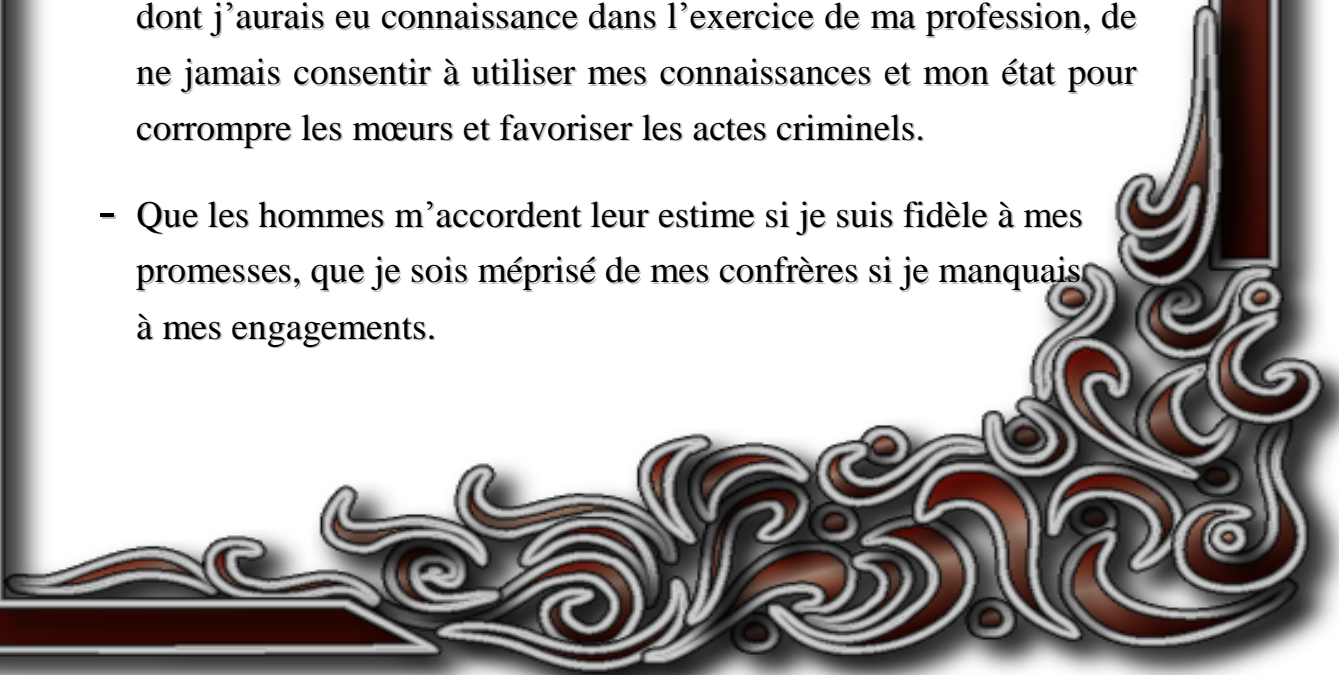 dont j’aurais eu connaissance dans l’exercice de ma profession, de
ne jamais consentir à utiliser mes connaissances et mon état pour
corrompre les mœurs et favoriser les actes criminels.
- Que les hommes m’accordent leur estime si je suis fidèle à mes
promesses, que je sois méprisé de mes confrères si je manquais
à mes engagements.